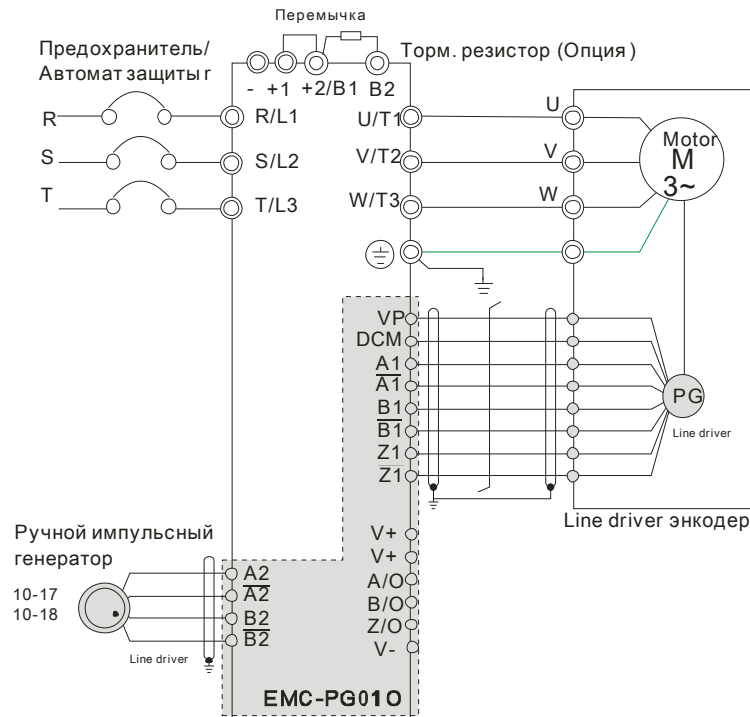 Перемычка
Предохранитель/
Автомат защиты r
Торм. резистор (Опция)
- +1 +2/B1 B2
R R/L1 U/T1 U
S S/L2 V/T2 V
T T/L3 W/T3 W
Motor
M
3~
VP
DCM
A1
A1
B1
B1
Z1
Z1
PG
Line driver
Line driver энкодер
V+
V+
A/O
B/O
Z/O
V-
Ручной импульсный
генератор
10-17
10-18
A2
A2
B2
B2
Line driver
EMC-PG01O